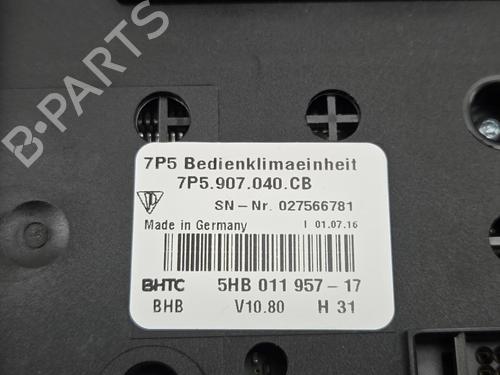 7P5 Bedienklimaeinheit
7P5.907.040.CB
SN-Nr. 027566781
Made in Germany I 01.07.16
BHTC 5HB 011 957-17
BHB V10.80 H 31
B-PARTS